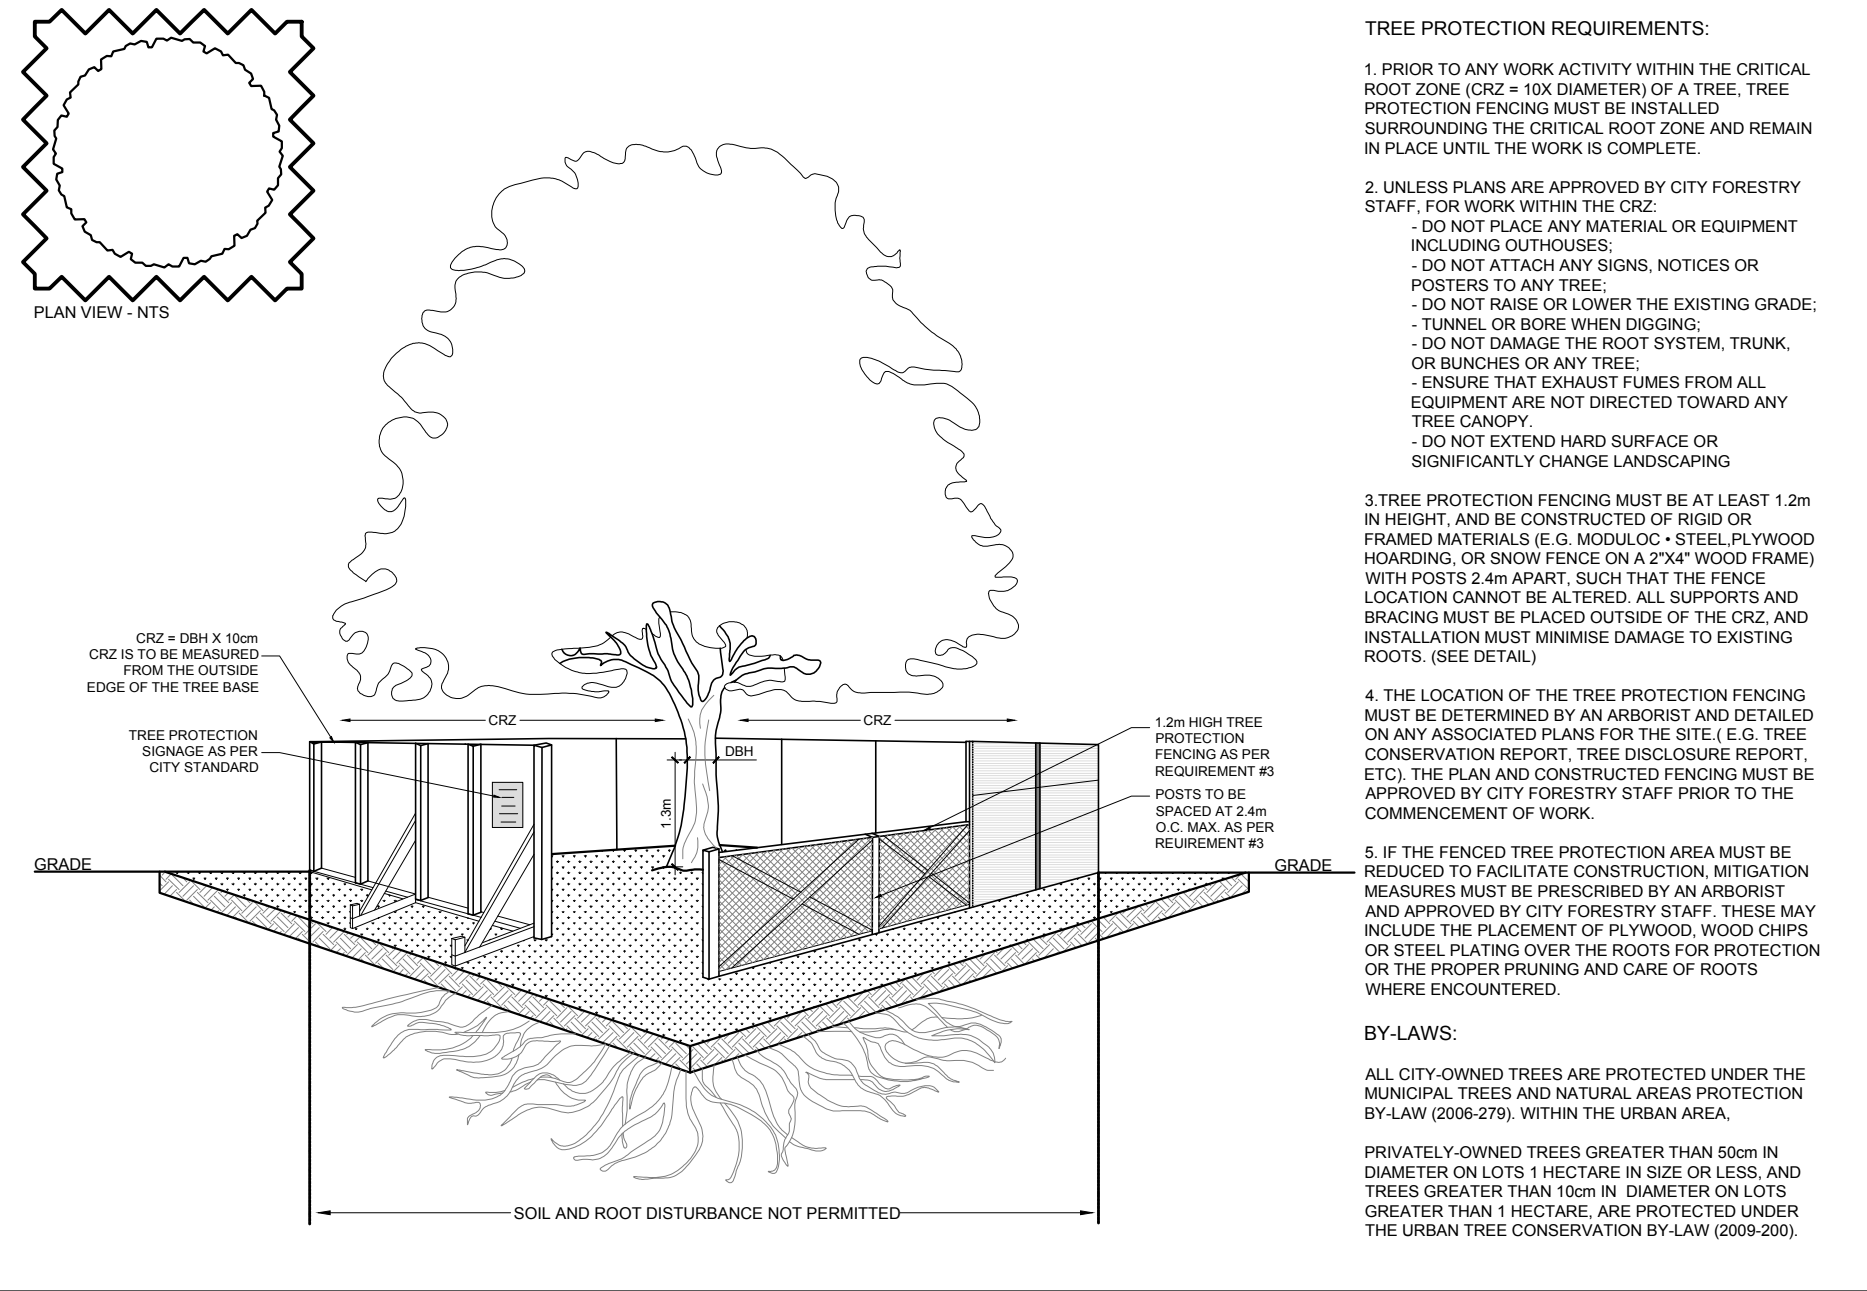 PLAN VIEW - NTS
CRZ = DBH X 10cm
CRZ IS TO BE MEASURED
FROM THE OUTSIDE
EDGE OF THE TREE BASE
TREE PROTECTION
SIGNAGE AS PER
CITY STANDARD
CRZ
CRZ
DBH
1.3m
1.2m HIGH TREE
PROTECTION
FENCING AS PER
REQUIREMENT #3
POSTS TO BE
SPACED AT 2.4m
O.C. MAX. AS PER
REUIREMENT #3
GRADE
GRADE
SOIL AND ROOT DISTURBANCE NOT PERMITTED
TREE PROTECTION REQUIREMENTS:
1. PRIOR TO ANY WORK ACTIVITY WITHIN THE CRITICAL
ROOT ZONE (CRZ = 10X DIAMETER) OF A TREE, TREE
PROTECTION FENCING MUST BE INSTALLED
SURROUNDING THE CRITICAL ROOT ZONE AND REMAIN
IN PLACE UNTIL THE WORK IS COMPLETE.
2. UNLESS PLANS ARE APPROVED BY CITY FORESTRY
STAFF, FOR WORK WITHIN THE CRZ:
- DO NOT PLACE ANY MATERIAL OR EQUIPMENT
INCLUDING OUTHOUSES;
- DO NOT ATTACH ANY SIGNS, NOTICES OR
POSTERS TO ANY TREE;
- DO NOT RAISE OR LOWER THE EXISTING GRADE;
- TUNNEL OR BORE WHEN DIGGING;
- DO NOT DAMAGE THE ROOT SYSTEM, TRUNK,
OR BUNCHES OR ANY TREE;
- ENSURE THAT EXHAUST FUMES FROM ALL
EQUIPMENT ARE NOT DIRECTED TOWARD ANY
TREE CANOPY.
- DO NOT EXTEND HARD SURFACE OR
SIGNIFICANTLY CHANGE LANDSCAPING
3.TREE PROTECTION FENCING MUST BE AT LEAST 1.2m
IN HEIGHT, AND BE CONSTRUCTED OF RIGID OR
FRAMED MATERIALS (E.G. MODULOC • STEEL,PLYWOOD
HOARDING, OR SNOW FENCE ON A 2"X4" WOOD FRAME)
WITH POSTS 2.4m APART, SUCH THAT THE FENCE
LOCATION CANNOT BE ALTERED. ALL SUPPORTS AND
BRACING MUST BE PLACED OUTSIDE OF THE CRZ, AND
INSTALLATION MUST MINIMISE DAMAGE TO EXISTING
ROOTS. (SEE DETAIL)
4. THE LOCATION OF THE TREE PROTECTION FENCING
MUST BE DETERMINED BY AN ARBORIST AND DETAILED
ON ANY ASSOCIATED PLANS FOR THE SITE.( E.G. TREE
CONSERVATION REPORT, TREE DISCLOSURE REPORT,
ETC). THE PLAN AND CONSTRUCTED FENCING MUST BE
APPROVED BY CITY FORESTRY STAFF PRIOR TO THE
COMMENCEMENT OF WORK.
5. IF THE FENCED TREE PROTECTION AREA MUST BE
REDUCED TO FACILITATE CONSTRUCTION, MITIGATION
MEASURES MUST BE PRESCRIBED BY AN ARBORIST
AND APPROVED BY CITY FORESTRY STAFF. THESE MAY
INCLUDE THE PLACEMENT OF PLYWOOD, WOOD CHIPS
OR STEEL PLATING OVER THE ROOTS FOR PROTECTION
OR THE PROPER PRUNING AND CARE OF ROOTS
WHERE ENCOUNTERED.
BY-LAWS:
ALL CITY-OWNED TREES ARE PROTECTED UNDER THE
MUNICIPAL TREES AND NATURAL AREAS PROTECTION
BY-LAW (2006-279). WITHIN THE URBAN AREA,
PRIVATELY-OWNED TREES GREATER THAN 50cm IN
DIAMETER ON LOTS 1 HECTARE IN SIZE OR LESS, AND
TREES GREATER THAN 10cm IN DIAMETER ON LOTS
GREATER THAN 1 HECTARE, ARE PROTECTED UNDER
THE URBAN TREE CONSERVATION BY-LAW (2009-200).